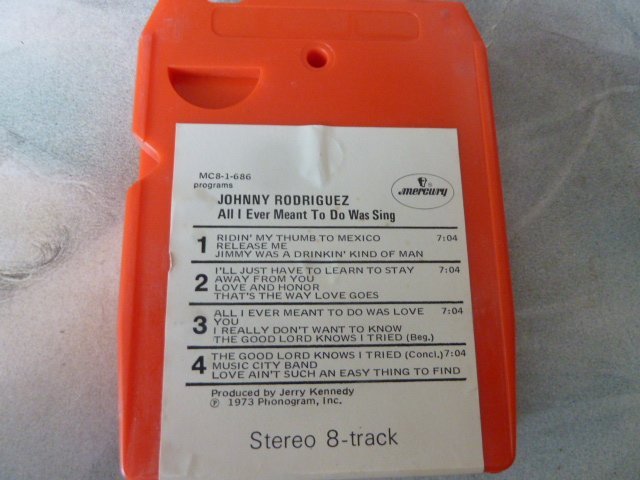 MC8-1-686
programs
mercury
JOHNNY RODRIGUEZ
All I Ever Meant To Do Was Sing
1 RIDIN' MY THUMB TO MEXICO 7:04
RELEASE ME
JIMMY WAS A DRINKIN' KIND OF MAN
2 I'LL JUST HAVE TO LEARN TO STAY 7:04
AWAY FROM YOU
LOVE AND HONOR
THAT'S THE WAY LOVE GOES
3 ALL I EVER MEANT TO DO WAS LOVE 7:04
YOU
I REALLY DON'T WANT TO KNOW
THE GOOD LORD KNOWS I TRIED (Beg.)
4 THE GOOD LORD KNOWS I TRIED (Concl.) 7:04
MUSIC CITY BAND
LOVE AIN'T SUCH AN EASY THING TO FIND
Produced by Jerry Kennedy
℗ 1973 Phonogram, Inc.
Stereo 8-track